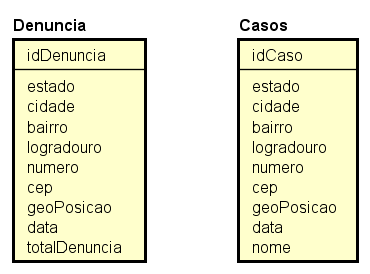 Denuncia
idDenuncia
estado
cidade
bairro
logradouro
numero
cep
geoPosicao
data
totalDenuncia
Casos
idCaso
estado
cidade
bairro
logradouro
numero
cep
geoPosicao
data
nome